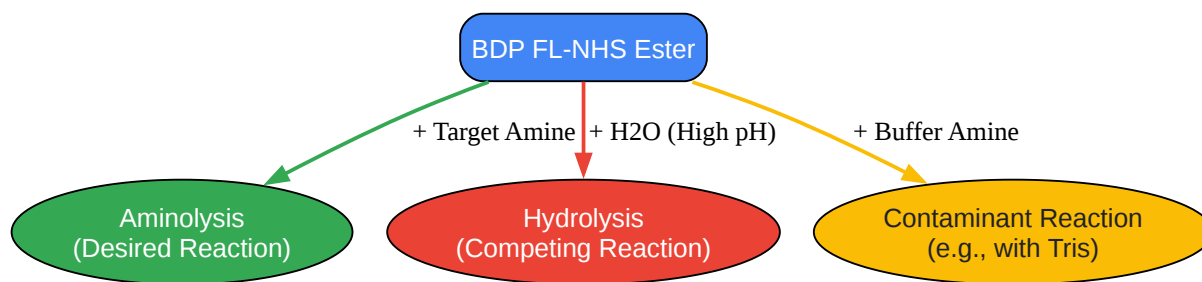 BDP FL-NHS Ester
+ Target Amine
+ H2O (High pH)
+ Buffer Amine
Aminolysis
(Desired Reaction)
Hydrolysis
(Competing Reaction)
Contaminant Reaction
(e.g., with Tris)